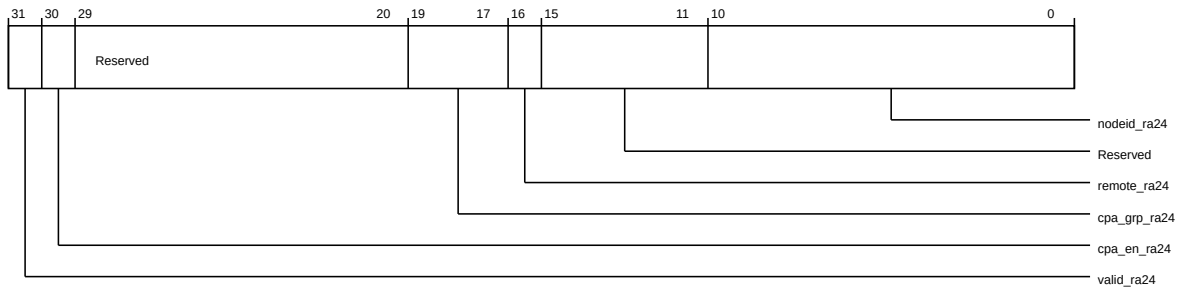 31 30 29 20 19 17 16 15 11 10 0
Reserved
nodeid_ra24
Reserved
remote_ra24
cpa_grp_ra24
cpa_en_ra24
valid_ra24